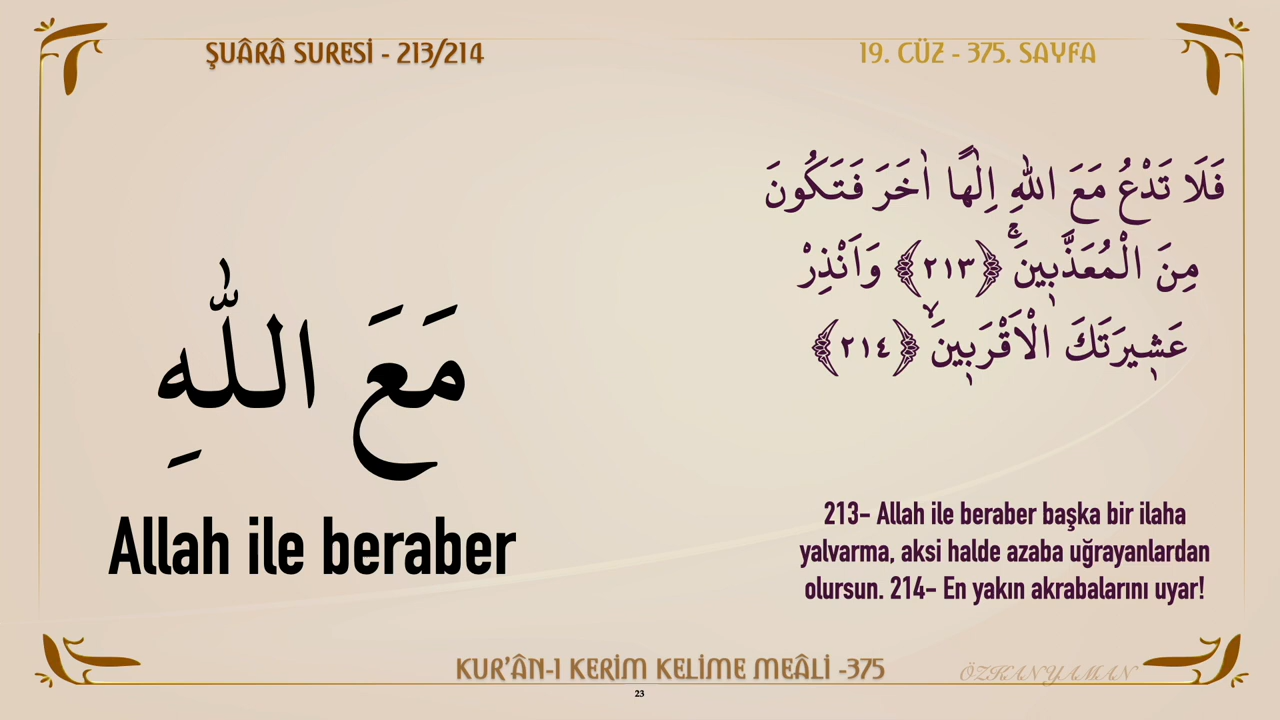 ŞUÂRÂ SURESİ - 213/214
19. CÜZ - 375. SAYFA
فَلَا تَدْعُ مَعَ اللّٰهِ اِلٰهًا اٰخَرَ فَتَكُونَ
مِنَ الْمُعَذَّب۪ينَۚ ﴿٢١٣﴾ وَاَنْذِرْ
عَش۪يرَتَكَ الْاَقْرَب۪ينَۙ ﴿٢١٤﴾
مَعَ اللّٰهِ
Allah ile beraber
213- Allah ile beraber başka bir ilaha
yalvarma, aksi halde azaba uğrayanlardan
olursun. 214- En yakın akrabalarını uyar!
KUR'ÂN-I KERİM KELİME MEÂLİ -375
ÖZKAN YAMAN
23